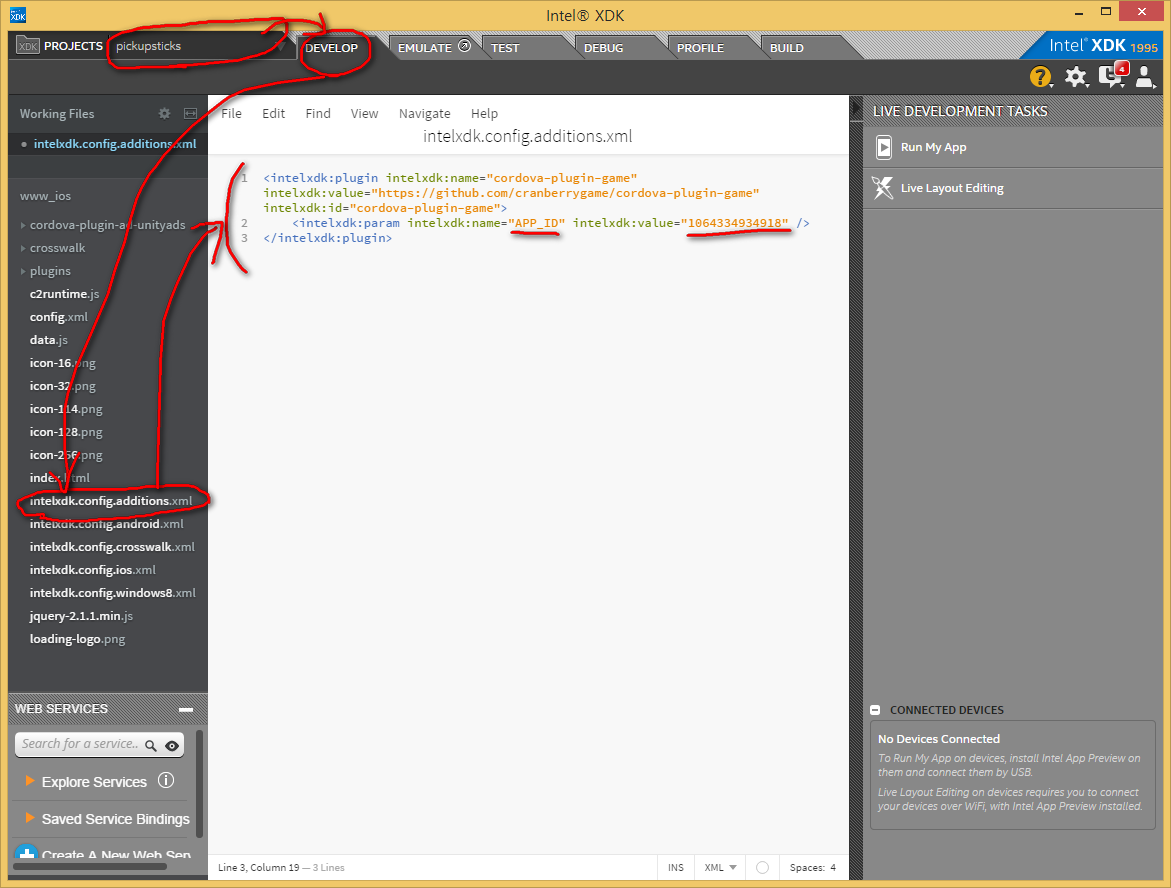 XDK
Intel® XDK
XDK PROJECTS
pickupsticks
DEVELOP
EMULATE
TEST
DEBUG
PROFILE
BUILD
Intel® XDK 1995
?
4
Working Files
intelxdk.config.additions.xml
www_ios
cordova-plugin-ad-unityads
crosswalk
plugins
c2runtime.js
config.xml
data.js
icon-16.png
icon-32.png
icon-114.png
icon-128.png
icon-256.png
index.html
intelxdk.config.additions.xml
intelxdk.config.android.xml
intelxdk.config.crosswalk.xml
intelxdk.config.ios.xml
intelxdk.config.windows8.xml
jquery-2.1.1.min.js
loading-logo.png
WEB SERVICES
Search for a service..
Explore Services
Saved Service Bindings
Create A New Web Ser
File Edit Find View Navigate Help
intelxdk.config.additions.xml
1 <intelxdk:plugin intelxdk:name="cordova-plugin-game"
intelxdk:value="https://github.com/cranberrygame/cordova-plugin-game"
intelxdk:id="cordova-plugin-game">
2 <intelxdk:param intelxdk:name="APP_ID" intelxdk:value="1064334934918" />
3 </intelxdk:plugin>
Line 3, Column 19 — 3 Lines
INS
XML
Spaces: 4
LIVE DEVELOPMENT TASKS
Run My App
Live Layout Editing
CONNECTED DEVICES
No Devices Connected
To Run My App on devices, install Intel App Preview on
them and connect them by USB.
Live Layout Editing on devices requires you to connect
your devices over WiFi, with Intel App Preview installed.